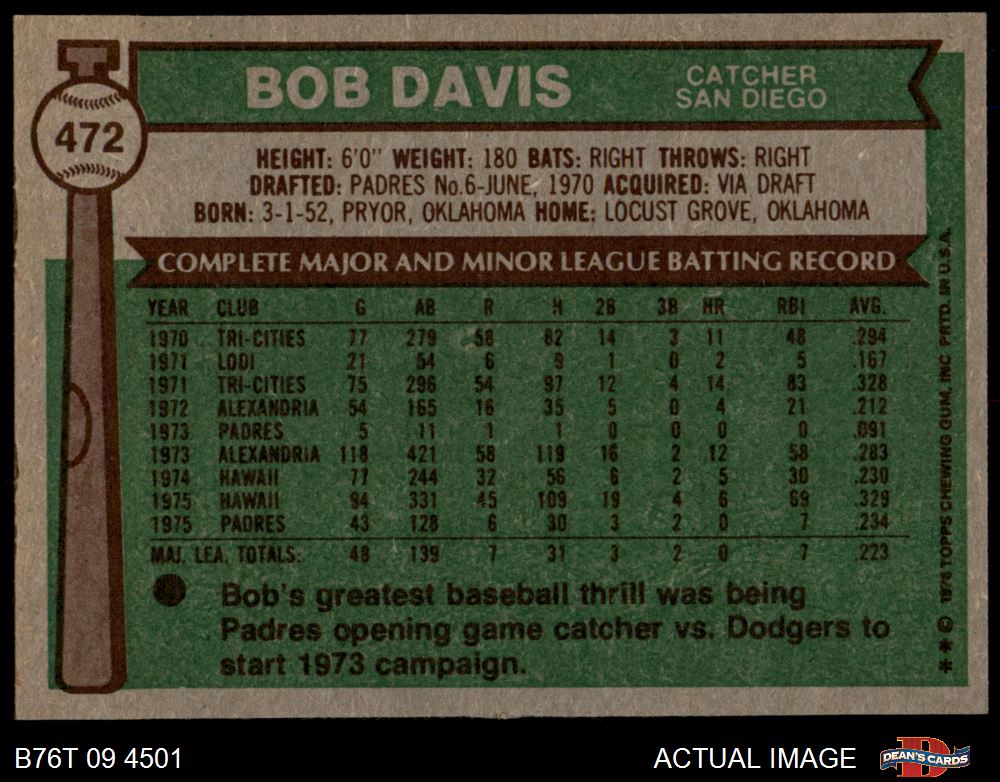 BOB DAVIS
CATCHER
SAN DIEGO
472
HEIGHT: 6'0" WEIGHT: 180 BATS: RIGHT THROWS: RIGHT
DRAFTED: PADRES No.6-JUNE, 1970 ACQUIRED: VIA DRAFT
BORN: 3-1-52, PRYOR, OKLAHOMA HOME: LOCUST GROVE, OKLAHOMA
COMPLETE MAJOR AND MINOR LEAGUE BATTING RECORD
YEAR CLUB G AB R H 2B 3B HR RBI AVG.
1970 TRI-CITIES 77 279 58 82 14 3 11 48 .294
1971 LODI 21 54 6 9 1 0 2 5 .167
1971 TRI-CITIES 75 296 54 97 12 4 14 83 .328
1972 ALEXANDRIA 54 165 16 35 5 0 4 21 .212
1973 PADRES 5 11 1 1 0 0 0 0 .091
1973 ALEXANDRIA 118 421 58 119 16 2 12 58 .283
1974 HAWAII 77 244 32 56 6 2 5 30 .230
1975 HAWAII 94 331 45 109 19 4 6 69 .329
1975 PADRES 43 128 6 30 3 2 0 7 .234
MAJ. LEA. TOTALS: 48 139 7 31 3 2 0 7 .223
Bob's greatest baseball thrill was being
Padres opening game catcher vs. Dodgers to
start 1973 campaign.
** © 1976 TOPPS CHEWING GUM, INC. PRTD. IN U.S.A.
B76T 09 4501
ACTUAL IMAGE
D
DEAN'S CARDS